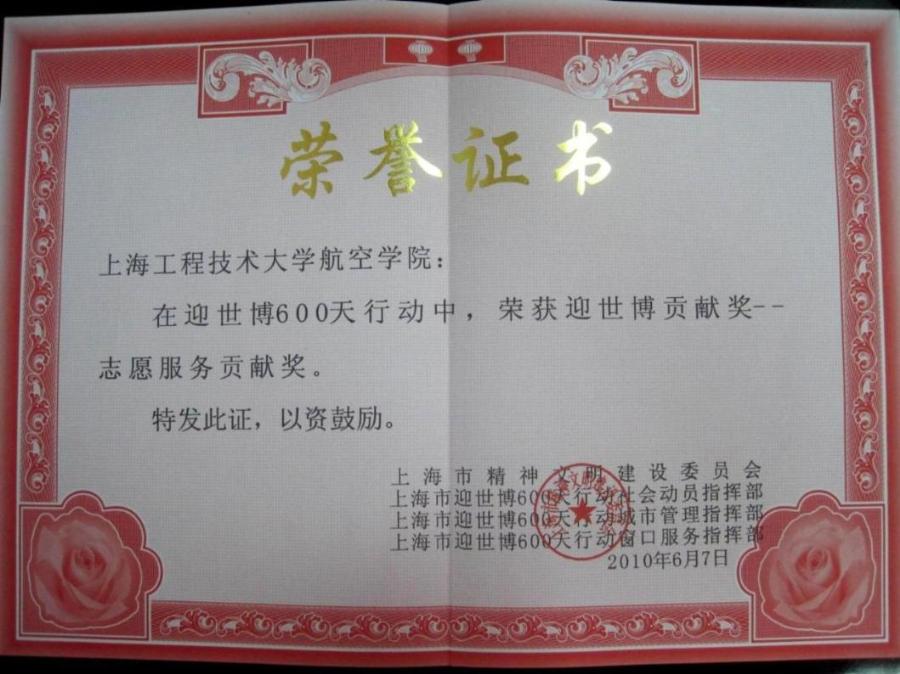 荣誉证书
上海工程技术大学航空学院：
在迎世博600天行动中，荣获迎世博贡献奖--
志愿服务贡献奖。
特发此证，以资鼓励。
上海市精神文明建设委员会
上海市迎世博600天行动社会动员指挥部
上海市迎世博600天行动城市管理指挥部
上海市迎世博600天行动窗口服务指挥部
2010年6月7日